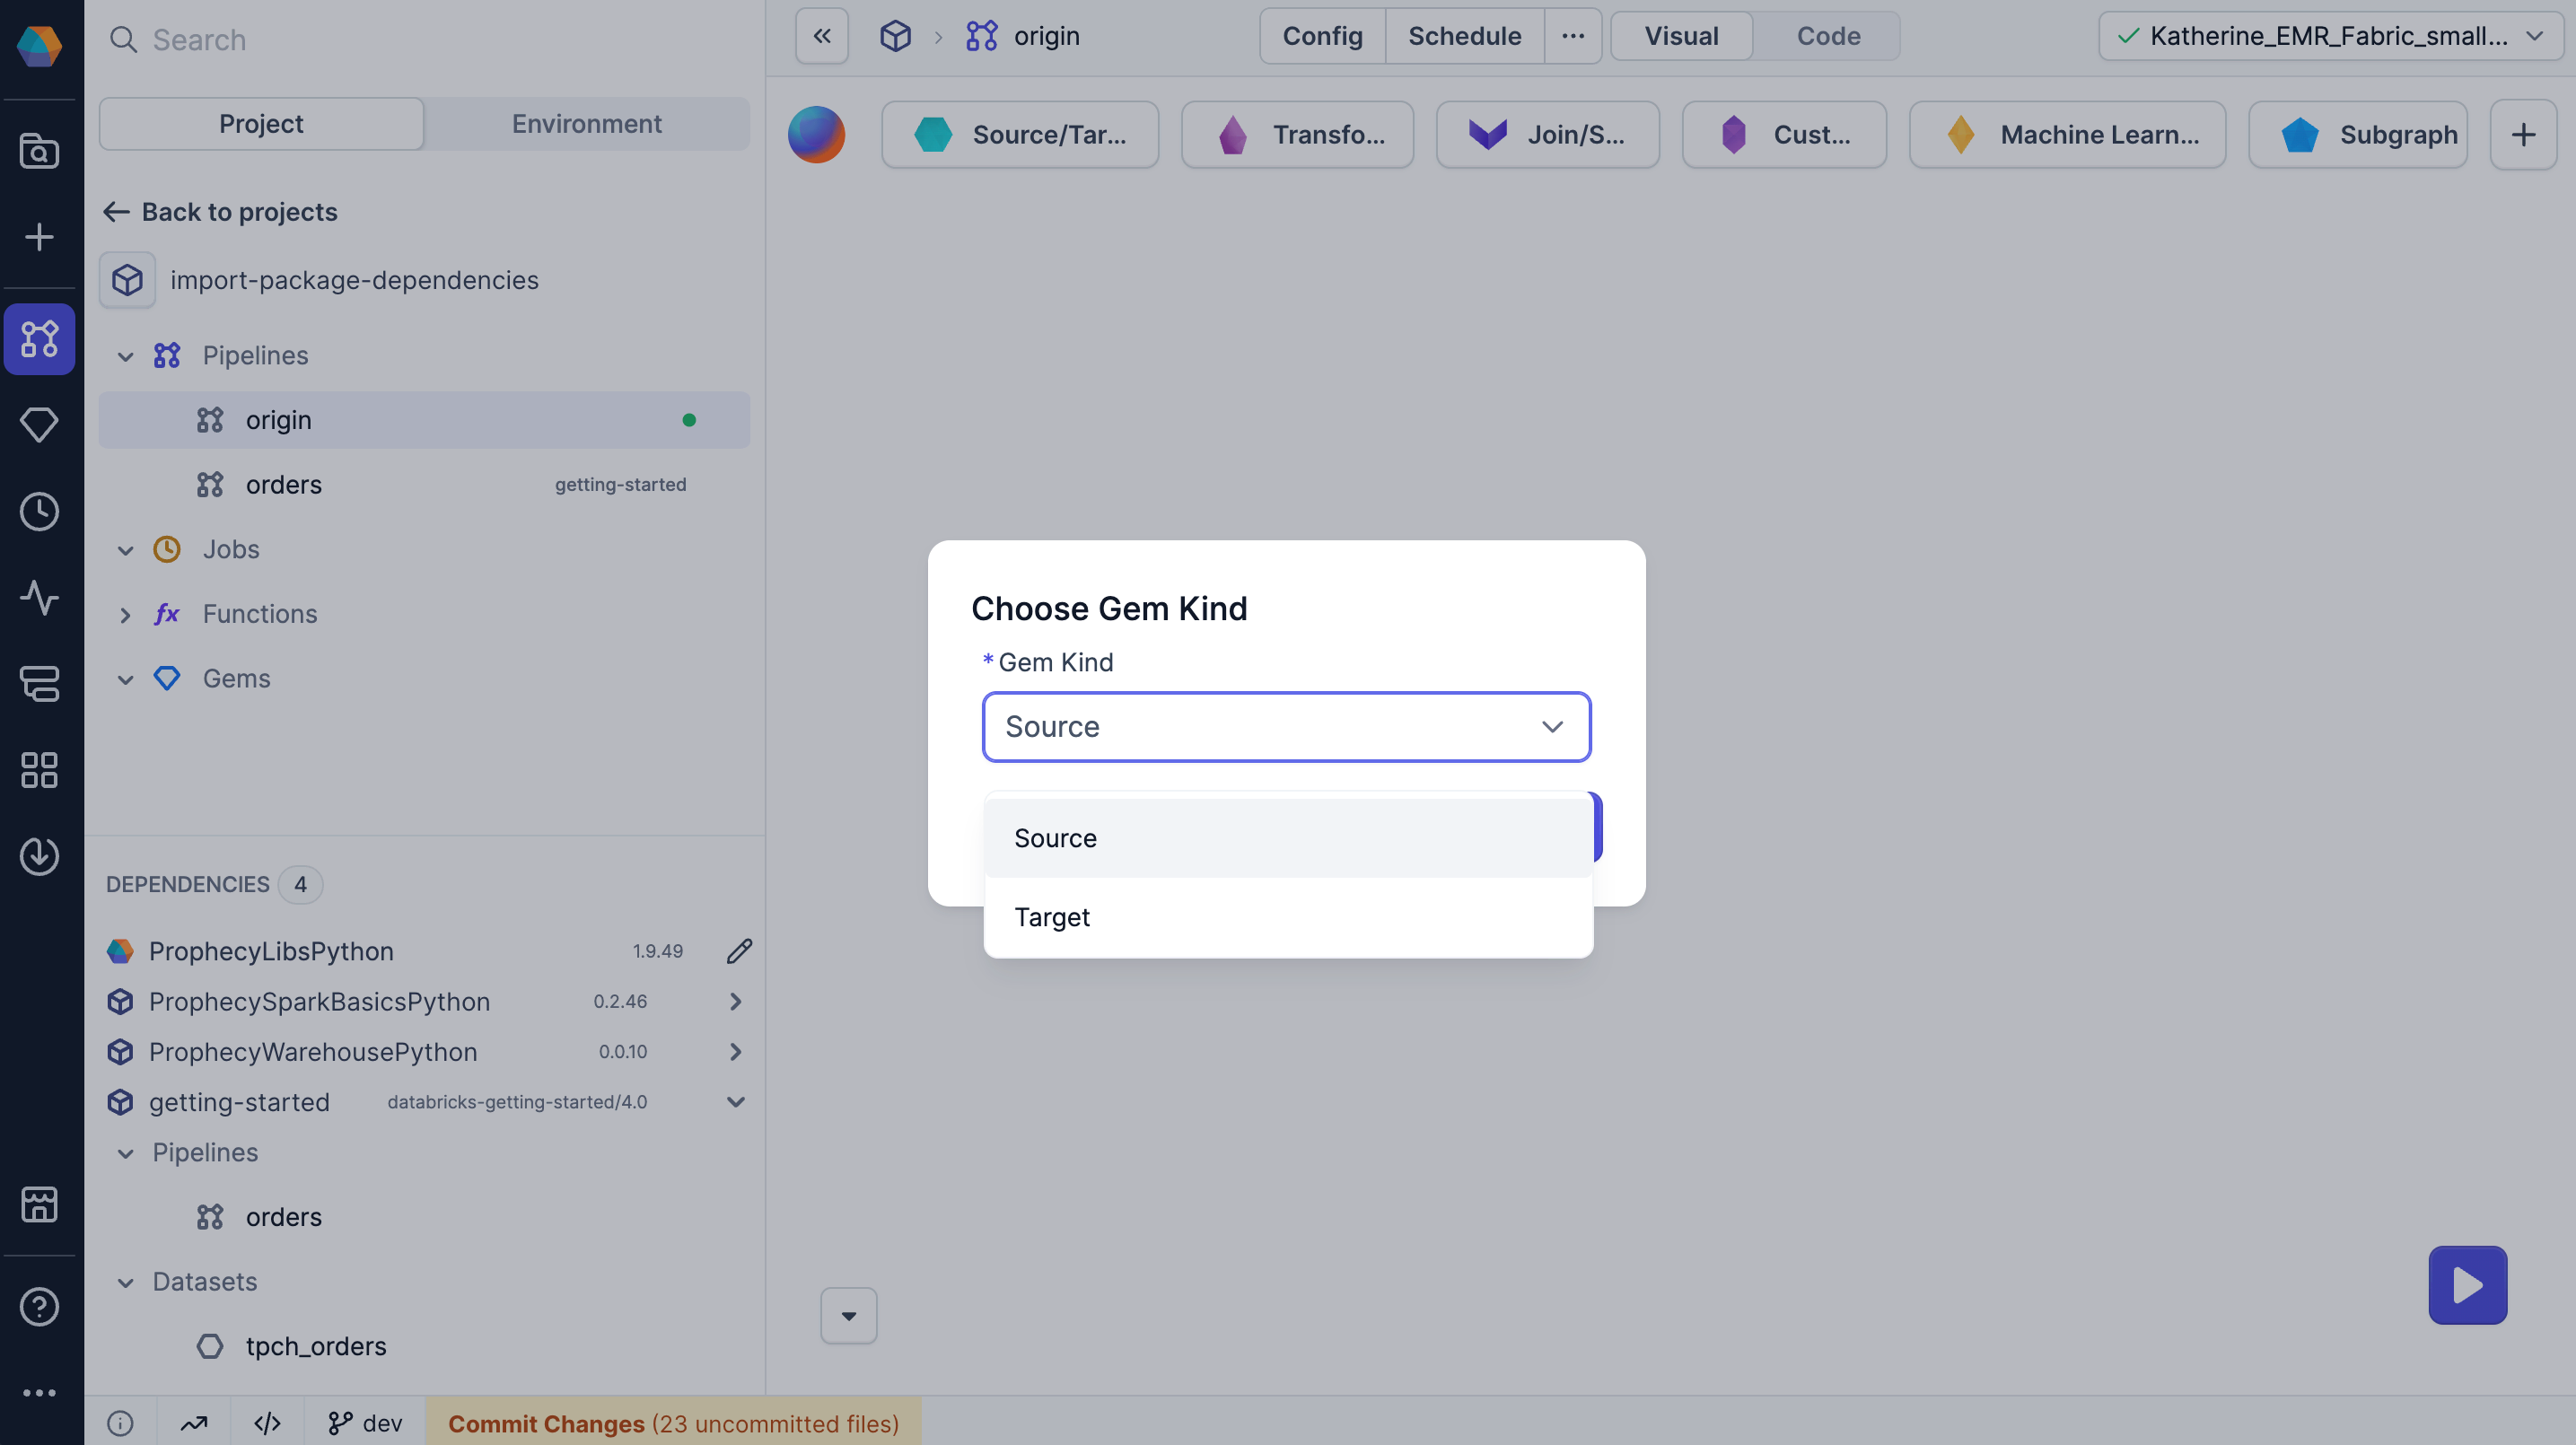 Search
Project
Environment
Back to projects
import-package-dependencies
Pipelines
origin
orders
getting-started
Jobs
fx Functions
Gems
DEPENDENCIES 4
ProphecyLibsPython 1.9.49
ProphecySparkBasicsPython 0.2.46
ProphecyWarehousePython 0.0.10
getting-started databricks-getting-started/4.0
Pipelines
orders
Datasets
tpch_orders
dev
Commit Changes (23 uncommitted files)
origin
Config
Schedule
...
Visual
Code
Katherine_EMR_Fabric_small...
Source/Tar...
Transfo...
Join/S...
Cust...
Machine Learn...
Subgraph
Choose Gem Kind
* Gem Kind
Source
Source
Target